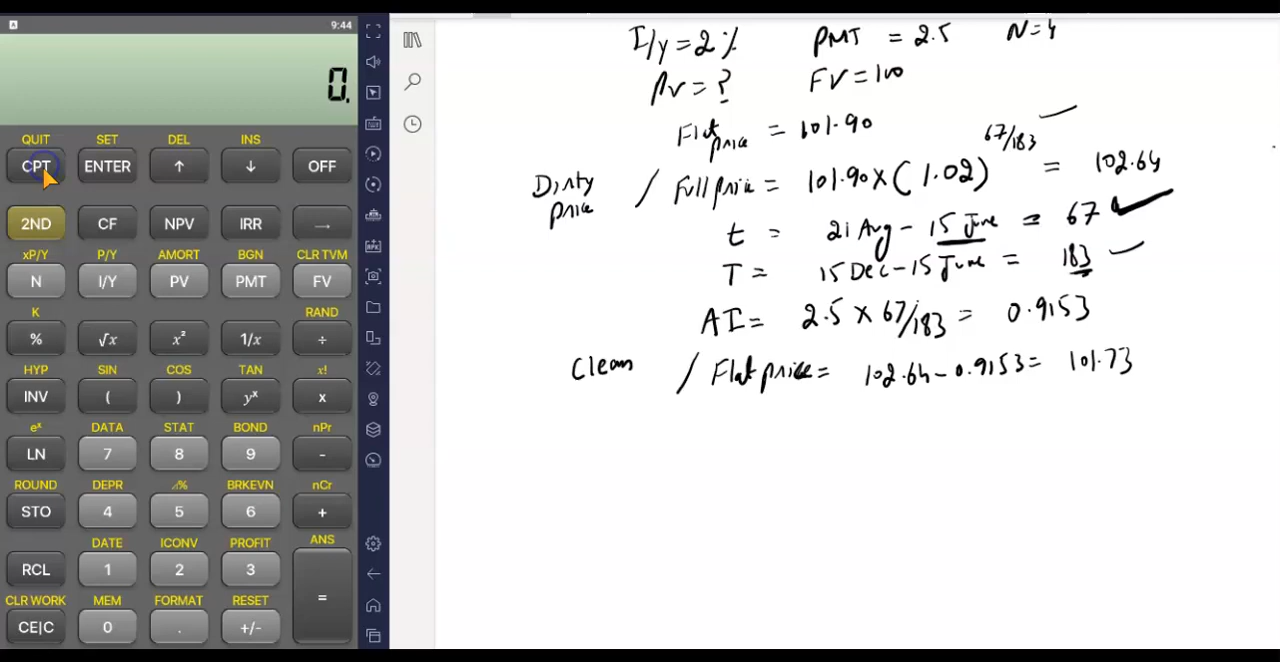 9:44
0.
QUIT SET DEL INS
CPT ENTER ↑ ↓ OFF
2ND CF NPV IRR →
xP/Y P/Y AMORT BGN CLR TVM
N I/Y PV PMT FV
K RAND
% √x x² 1/x ÷
HYP SIN COS TAN x!
INV ( ) yˣ x
eˣ DATA STAT BOND nPr
LN 7 8 9 -
ROUND DEPR ⊿% BRKEVN nCr
STO 4 5 6 +
DATE ICONV PROFIT ANS
RCL 1 2 3 =
CLR WORK MEM FORMAT RESET
CE|C 0 . +/-
I/y = 2% PMT = 2.5 N=4
PV = ? FV = 100
Flat price = 101.90
Dirty price / Full price = 101.90 x (1.02)^67/183 = 102.64
t = 21 Aug - 15 June = 67
T = 15 Dec - 15 June = 183
AI = 2.5 x 67/183 = 0.9153
Clean / Flat price = 102.64 - 0.9153 = 101.73